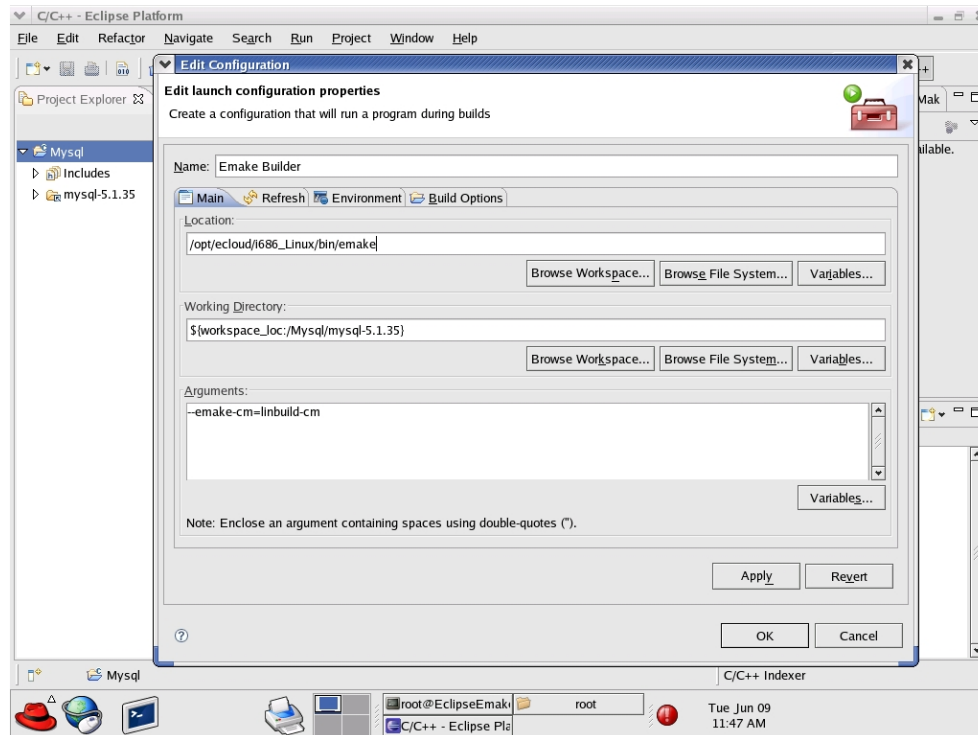 C/C++ - Eclipse Platform
File Edit Refactor Navigate Search Run Project Window Help
Edit Configuration
Project Explorer
Edit launch configuration properties
Create a configuration that will run a program during builds
Mak
ilable.
Mysql
Includes
mysql-5.1.35
Name: Emake Builder
Main Refresh Environment Build Options
Location:
/opt/ecloud/i686_Linux/bin/emake
Browse Workspace... Browse File System... Variables...
Working Directory:
${workspace_loc:/Mysql/mysql-5.1.35}
Browse Workspace... Browse File System... Variables...
Arguments:
--emake-cm=linbuild-cm
Variables...
Note: Enclose an argument containing spaces using double-quotes (").
Apply Revert
OK Cancel
Mysql
C/C++ Indexer
root@EclipseEmak
root
C/C++ - Eclipse Pla
Tue Jun 09
11:47 AM